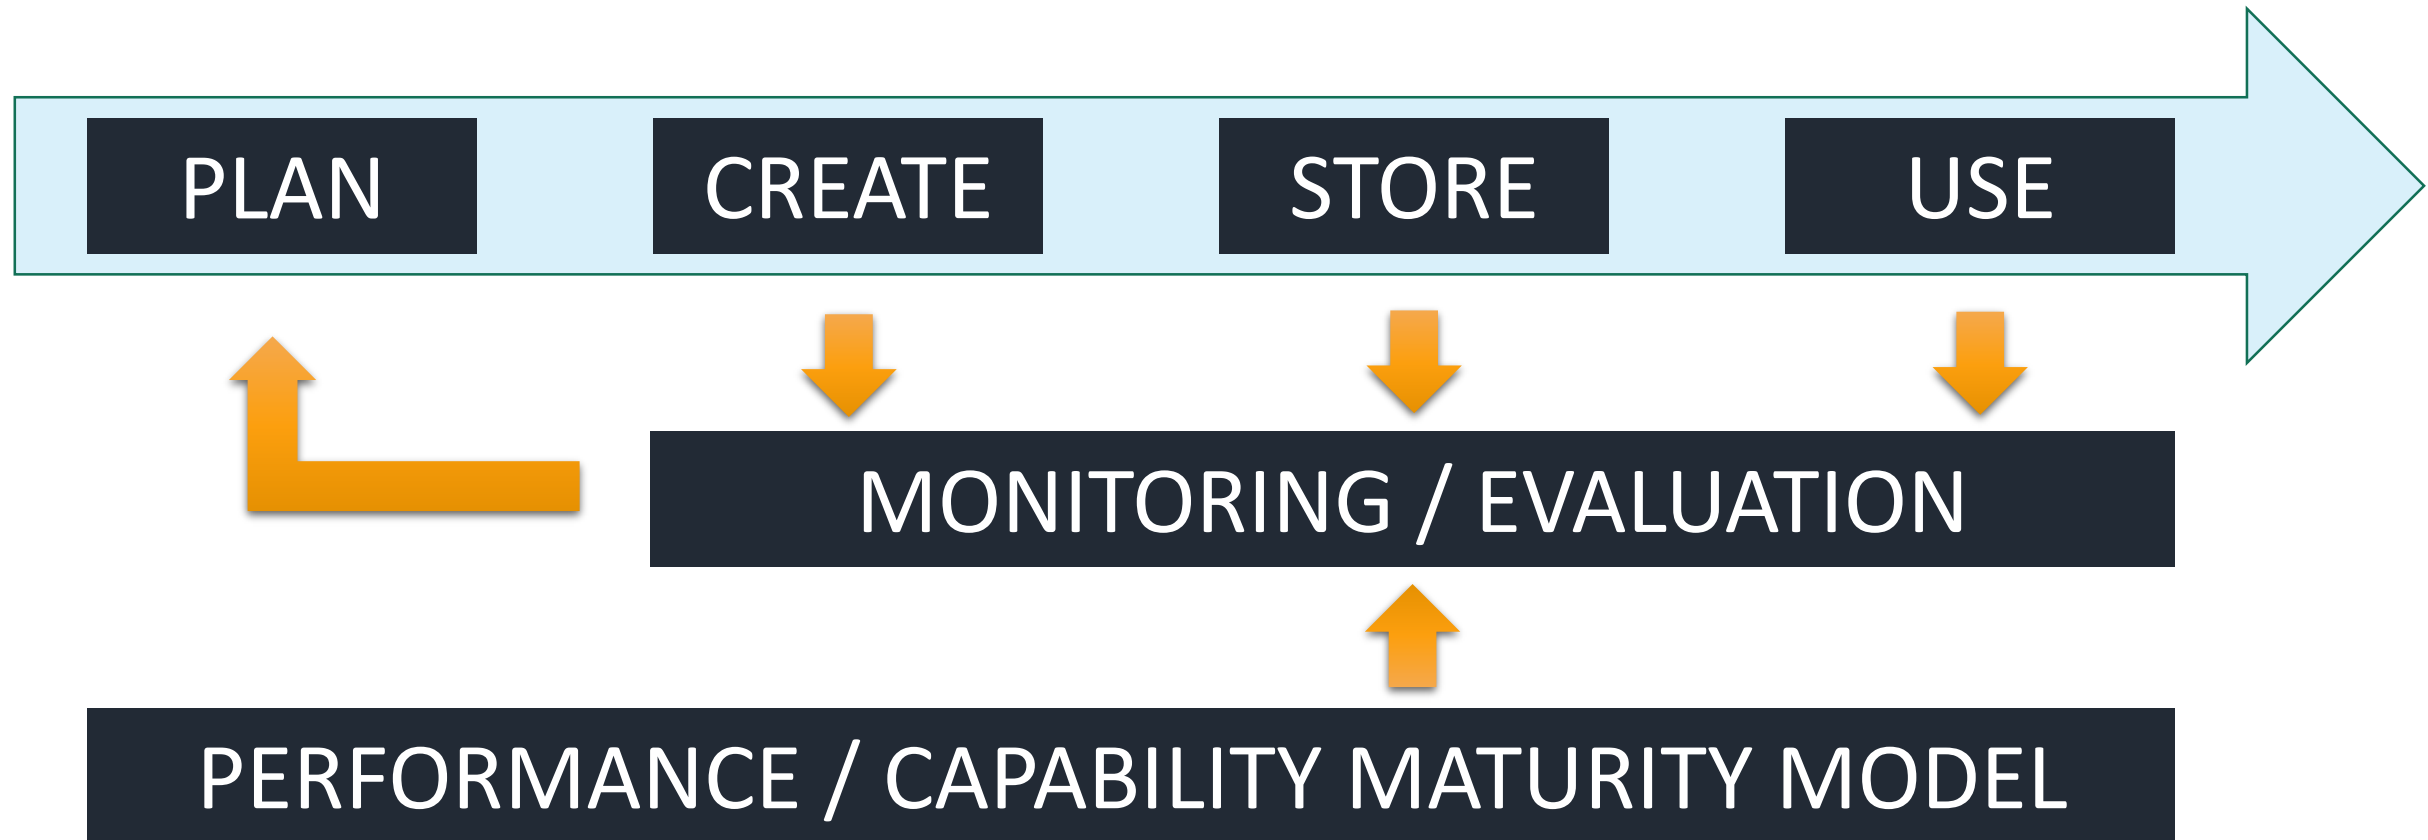 PLAN
CREATE
STORE
USE
MONITORING / EVALUATION
PERFORMANCE / CAPABILITY MATURITY MODEL